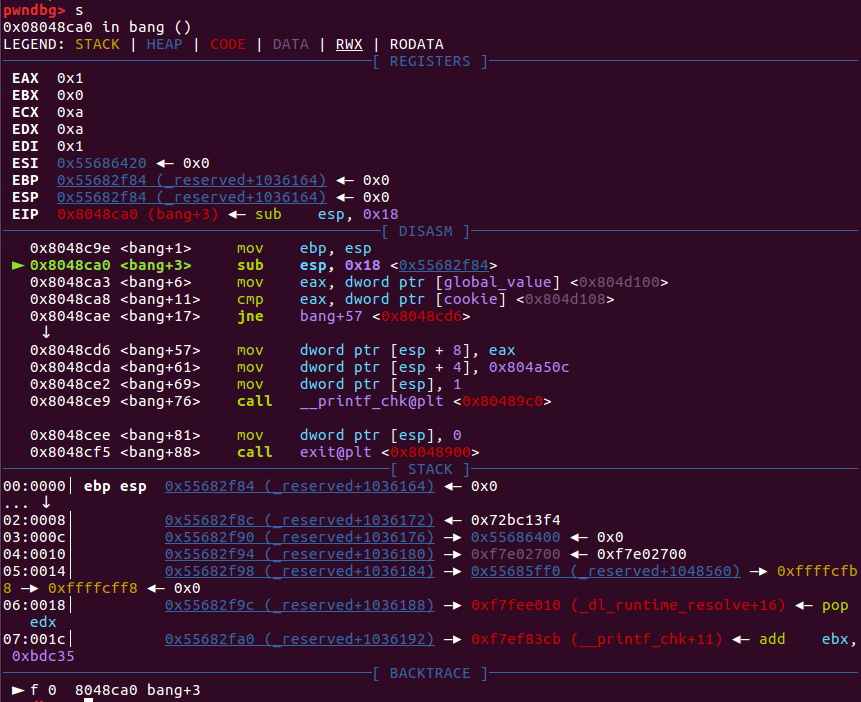 pwndbg> s
0x08048ca0 in bang ()
LEGEND: STACK | HEAP | CODE | DATA | RWX | RODATA
[ REGISTERS ]
EAX  0x1
EBX  0x0
ECX  0xa
EDX  0xa
EDI  0x1
ESI  0x55686420 ◂— 0x0
EBP  0x55682f84 (_reserved+1036164) ◂— 0x0
ESP  0x55682f84 (_reserved+1036164) ◂— 0x0
EIP  0x8048ca0 (bang+3) ◂— sub    esp, 0x18
[ DISASM ]
0x8048c9e <bang+1>     mov    ebp, esp
► 0x8048ca0 <bang+3>     sub    esp, 0x18 <0x55682f84>
0x8048ca3 <bang+6>     mov    eax, dword ptr [global_value] <0x804d100>
0x8048ca8 <bang+11>    cmp    eax, dword ptr [cookie] <0x804d108>
0x8048cae <bang+17>    jne    bang+57 <0x8048cd6>
↓
0x8048cd6 <bang+57>    mov    dword ptr [esp + 8], eax
0x8048cda <bang+61>    mov    dword ptr [esp + 4], 0x804a50c
0x8048ce2 <bang+69>    mov    dword ptr [esp], 1
0x8048ce9 <bang+76>    call   __printf_chk@plt <0x80489c0>
0x8048cee <bang+81>    mov    dword ptr [esp], 0
0x8048cf5 <bang+88>    call   exit@plt <0x8048900>
[ STACK ]
00:0000│ ebp esp  0x55682f84 (_reserved+1036164) ◂— 0x0
... ↓
02:0008│          0x55682f8c (_reserved+1036172) ◂— 0x72bc13f4
03:000c│          0x55682f90 (_reserved+1036176) —▸ 0x55686400 ◂— 0x0
04:0010│          0x55682f94 (_reserved+1036180) —▸ 0xf7e02700 ◂— 0xf7e02700
05:0014│          0x55682f98 (_reserved+1036184) —▸ 0x55685ff0 (_reserved+1048560) —▸ 0xffffcfb
8 —▸ 0xffffcff8 ◂— 0x0
06:0018│          0x55682f9c (_reserved+1036188) —▸ 0xf7fee010 (_dl_runtime_resolve+16) ◂— pop
edx
07:001c│          0x55682fa0 (_reserved+1036192) —▸ 0xf7ef83cb (__printf_chk+11) ◂— add    ebx,
0xbdc35
[ BACKTRACE ]
► f 0  8048ca0 bang+3